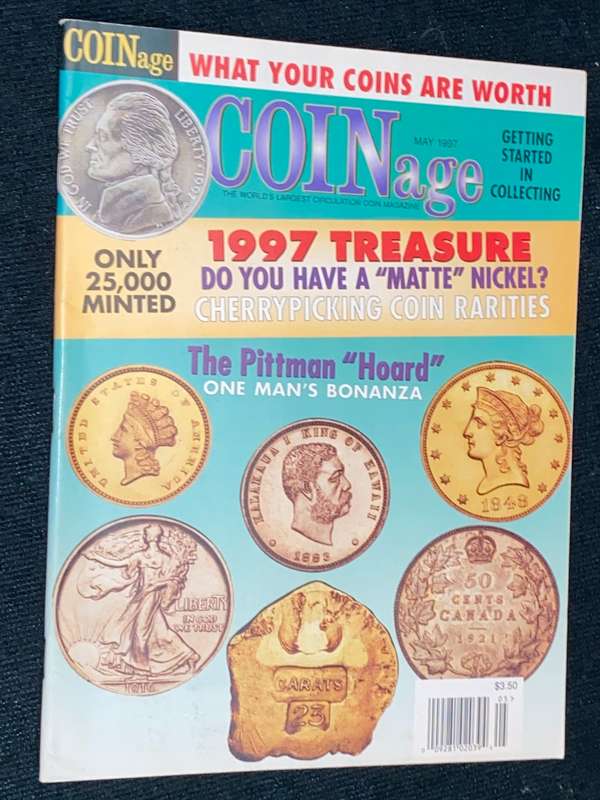 COINage
WHAT YOUR COINS ARE WORTH
IN GOD WE TRUST
LIBERTY 1997
COINage
MAY 1997
THE WORLD'S LARGEST CIRCULATION COIN MAGAZINE
GETTING
STARTED
IN
COLLECTING
ONLY
25,000
MINTED
1997 TREASURE
DO YOU HAVE A "MATTE" NICKEL?
CHERRYPICKING COIN RARITIES
The Pittman "Hoard"
ONE MAN'S BONANZA
UNITED STATES OF AMERICA
KALAKAUA I KING OF HAWAII
1883
1848
LIBERTY
IN GOD
WE TRUST
1916
CARATS
23
50
CENTS
CANADA
1921
$3.50
05>